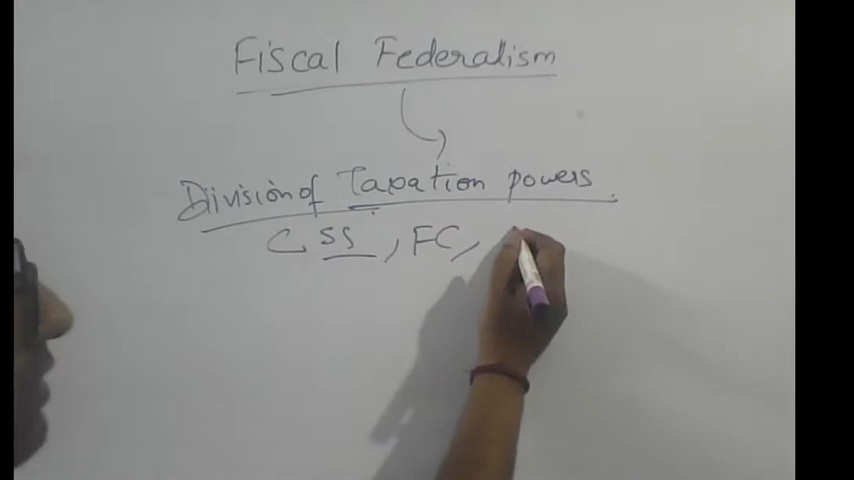 Fiscal Federalism
Division of Taxation powers.
CSS, FC,